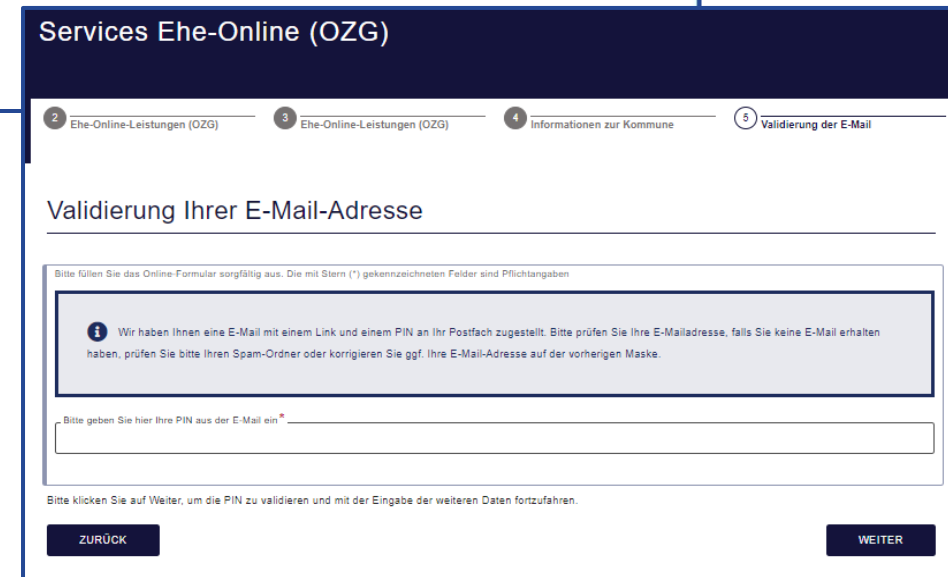 Services Ehe-Online (OZG)
2 Ehe-Online-Leistungen (OZG) 3 Ehe-Online-Leistungen (OZG) 4 Informationen zur Kommune 5 Validierung der E-Mail
Validierung Ihrer E-Mail-Adresse
Bitte füllen Sie das Online-Formular sorgfältig aus. Die mit Stern (*) gekennzeichneten Felder sind Pflichtangaben
Wir haben Ihnen eine E-Mail mit einem Link und einem PIN an Ihr Postfach zugestellt. Bitte prüfen Sie Ihre E-Mailadresse, falls Sie keine E-Mail erhalten
haben, prüfen Sie bitte Ihren Spam-Ordner oder korrigieren Sie ggf. Ihre E-Mail-Adresse auf der vorherigen Maske.
Bitte geben Sie hier Ihre PIN aus der E-Mail ein *
Bitte klicken Sie auf Weiter, um die PIN zu validieren und mit der Eingabe der weiteren Daten fortzufahren.
ZURÜCK WEITER